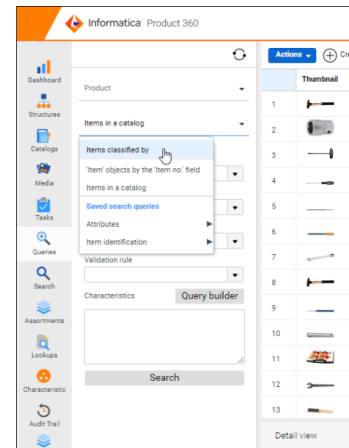 Informatica Product 360
Dashboard
Structures
Catalogs
Media
Tasks
Queries
Search
Assortments
Lookups
Characteristic
Audit Trail
Product
Items in a catalog
Items classified by
'Item' objects by the 'Item no.' field
Items in a catalog
Saved search queries
Attributes
Item identification
Validation rule
Characteristics
Query builder
Search
Actions
Cre
Thumbnail
1
2
3
4
5
6
7
8
9
10
11
12
13
Detail view